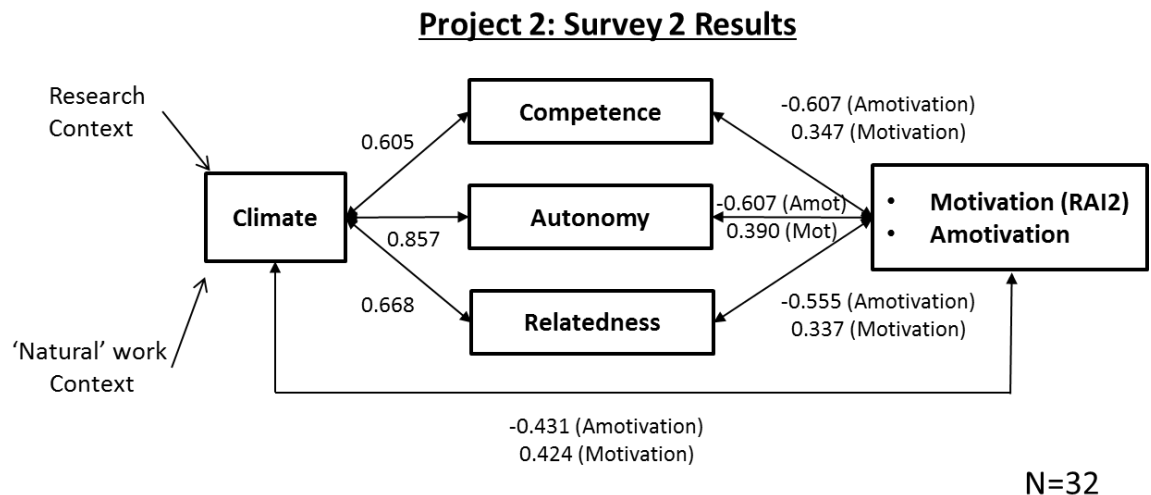 Project 2: Survey 2 Results
Research
Context
Competence
-0.607 (Amotivation)
0.347 (Motivation)
0.605
Climate
Autonomy
-0.607 (Amot)
0.390 (Mot)
• Motivation (RAI2)
• Amotivation
0.857
0.668
Relatedness
-0.555 (Amotivation)
0.337 (Motivation)
‘Natural’ work
Context
-0.431 (Amotivation)
0.424 (Motivation)
N=32